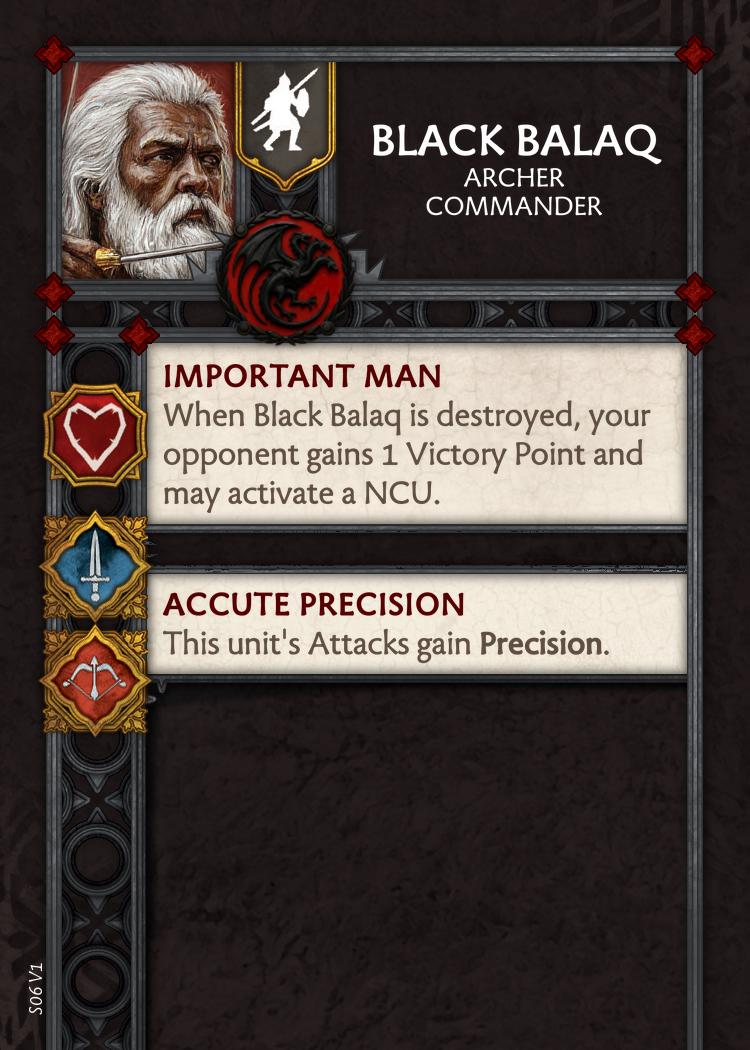 BLACK BALAQ
ARCHER
COMMANDER
IMPORTANT MAN
When Black Balaq is destroyed, your
opponent gains 1 Victory Point and
may activate a NCU.
ACCUTE PRECISION
This unit's Attacks gain Precision.
S06 V1